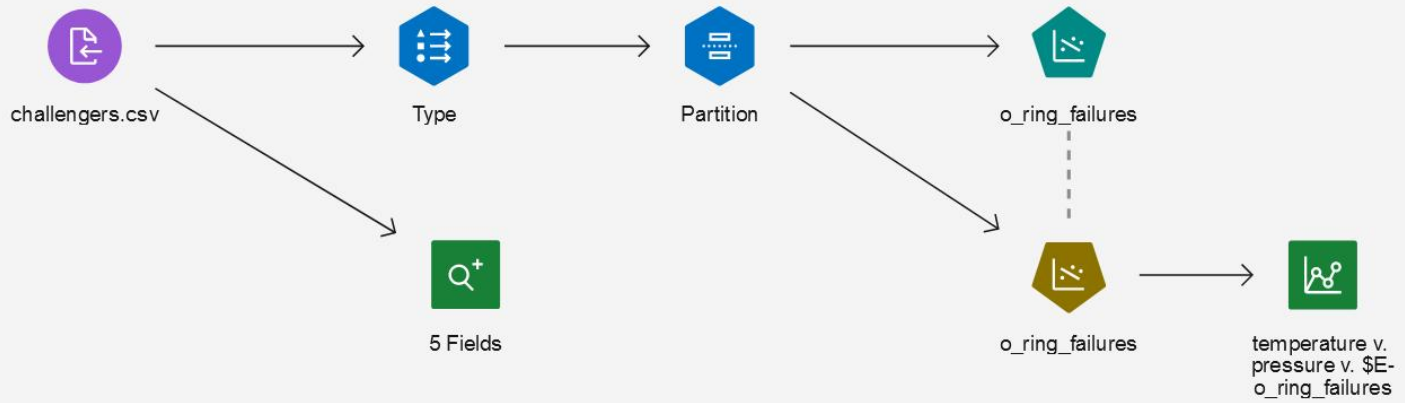 challengers.csv
Type
Partition
o_ring_failures
5 Fields
o_ring_failures
temperature v.
pressure v. $E-
o_ring_failures